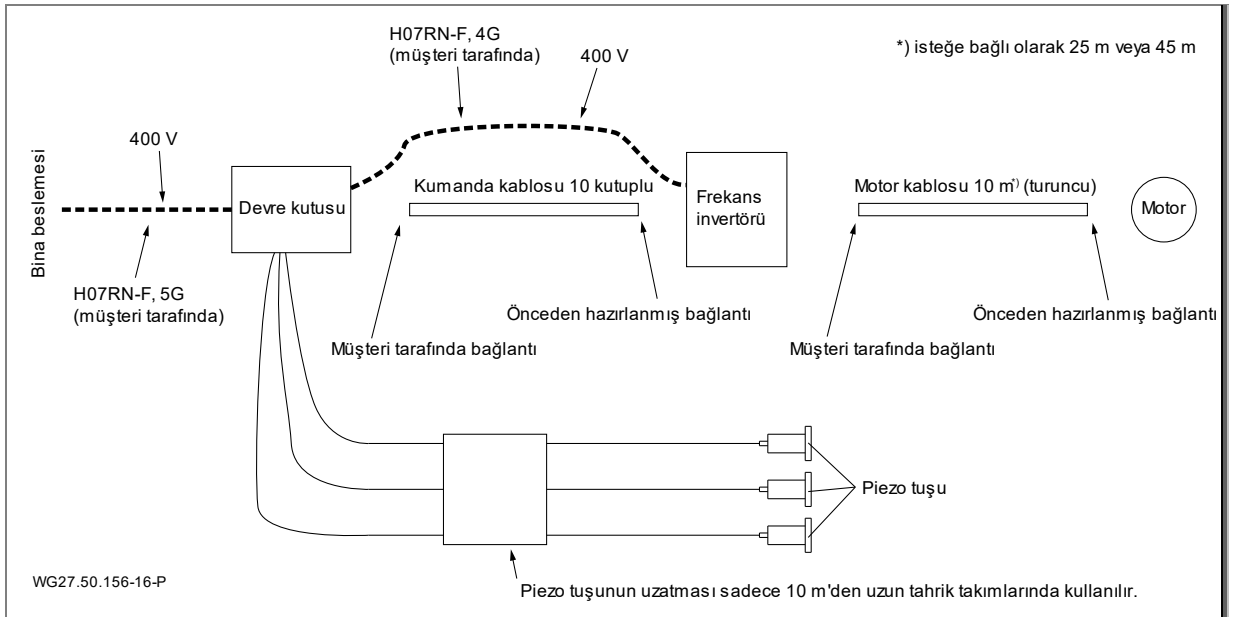 H07RN-F, 4G
(müşteri tarafında)
400 V
*) isteğe bağlı olarak 25 m veya 45 m
Bina beslemesi
400 V
Devre kutusu
Kumanda kablosu 10 kutuplu
Frekans
invertörü
Motor kablosu 10 m*) (turuncu)
Motor
H07RN-F, 5G
(müşteri tarafında)
Önceden hazırlanmış bağlantı
Önceden hazırlanmış bağlantı
Müşteri tarafında bağlantı
Müşteri tarafında bağlantı
Piezo tuşu
WG27.50.156-16-P
Piezo tuşunun uzatması sadece 10 m'den uzun tahrik takımlarında kullanılır.